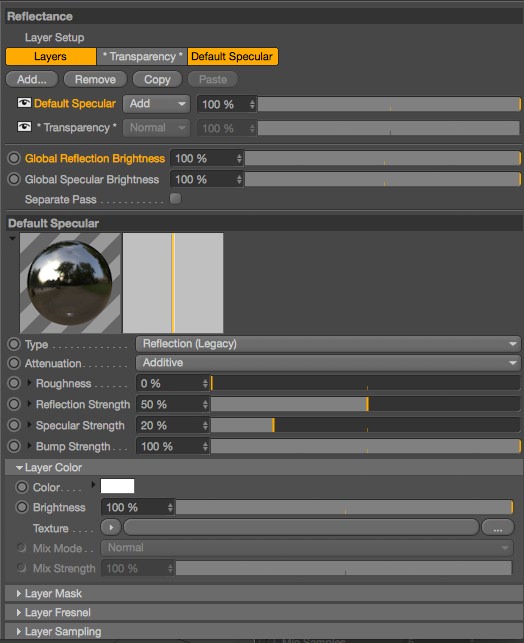 Reflectance
Layer Setup
Layers * Transparency * Default Specular
Add... Remove Copy Paste
Default Specular Add 100 %
* Transparency * Normal 100 %
Global Reflection Brightness 100 %
Global Specular Brightness 100 %
Separate Pass . . . . . . . . . . .
Default Specular
Type . . . . . . . . . . . . . Reflection (Legacy)
Attenuation. . . . . . . . Additive
Roughness . . . . . 0 %
Reflection Strength 50 %
Specular Strength 20 %
Bump Strength. . . 100 %
Layer Color
Color. . . .
Brightness 100 %
Texture . . . . ...
Mix Mode . . Normal
Mix Strength 100 %
Layer Mask
Layer Fresnel
Layer Sampling